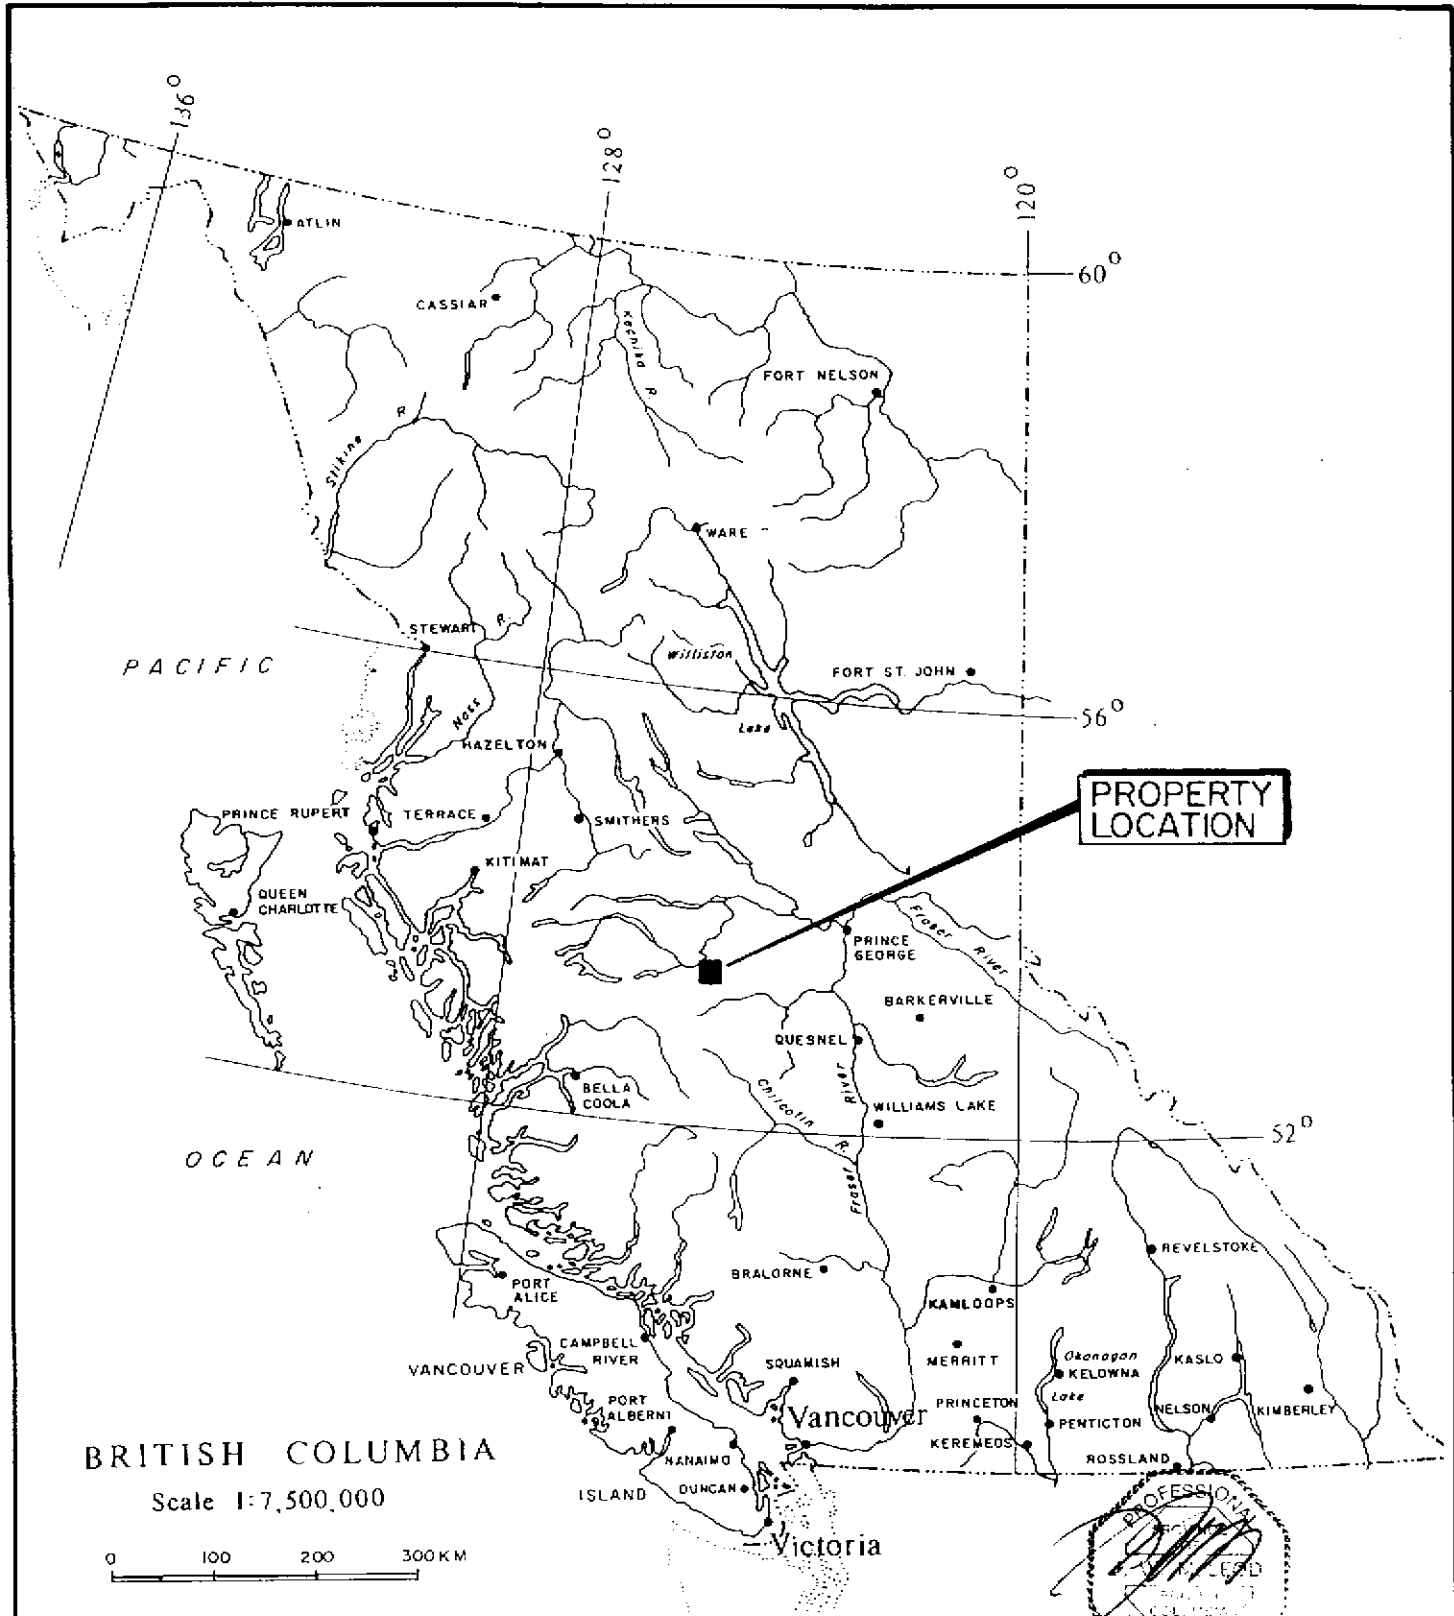 136°
128°
120°
ATLIN
60°
CASSIAR
Kechika R.
FORT NELSON
Stikine R.
WARE
STEWART
R.
Williston
PACIFIC
FORT ST. JOHN
56°
Nass
Lake
HAZELTON
PROPERTY
LOCATION
PRINCE RUPERT
TERRACE
SMITHERS
KITIMAT
QUEEN
CHARLOTTE
Fraser River
PRINCE
GEORGE
BARKERVILLE
QUESNEL
BELLA
COOLA
Chilcotin R.
River
WILLIAMS LAKE
52°
OCEAN
Fraser
REVELSTOKE
BRALORNE
PORT
ALICE
KAMLOOPS
CAMPBELL
RIVER
VANCOUVER
SQUAMISH
MERRITT
Okanagan
KELOWNA
KASLO
Lake
PORT
ALBERNI
Vancouver
PRINCETON
PENTICTON
NELSON
KIMBERLEY
KEREMEOS
BRITISH COLUMBIA
NANAIMO
ROSSLAND
Scale 1:7,500,000
ISLAND
DUNCAN
PROFESSIONAL
Victoria
0 100 200 300 KM